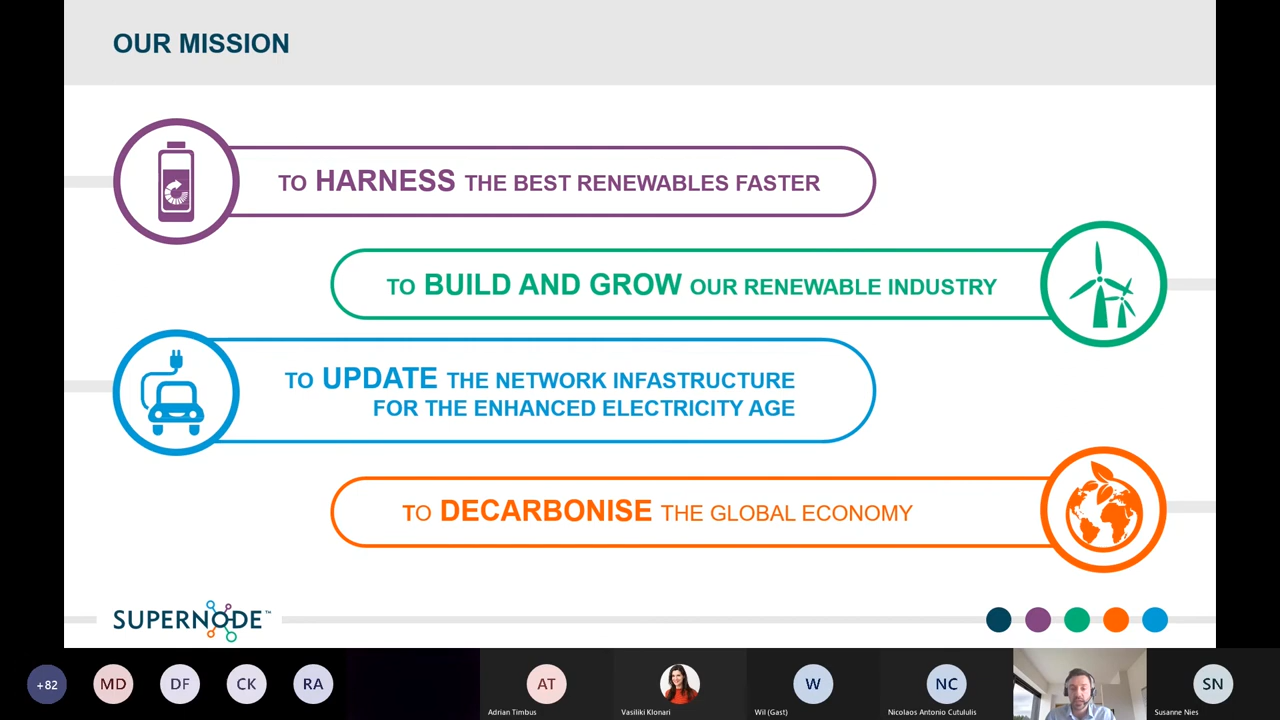 OUR MISSION
TO HARNESS THE BEST RENEWABLES FASTER
TO BUILD AND GROW OUR RENEWABLE INDUSTRY
TO UPDATE THE NETWORK INFASTRUCTURE
FOR THE ENHANCED ELECTRICITY AGE
TO DECARBONISE THE GLOBAL ECONOMY
SUPERNODE™
+82
MD
DF
CK
RA
AT
W
NC
SN
Adrian Timbus
Vasiliki Klonari
Wil (Gast)
Nicolaos Antonio Cutululis
Susanne Nies